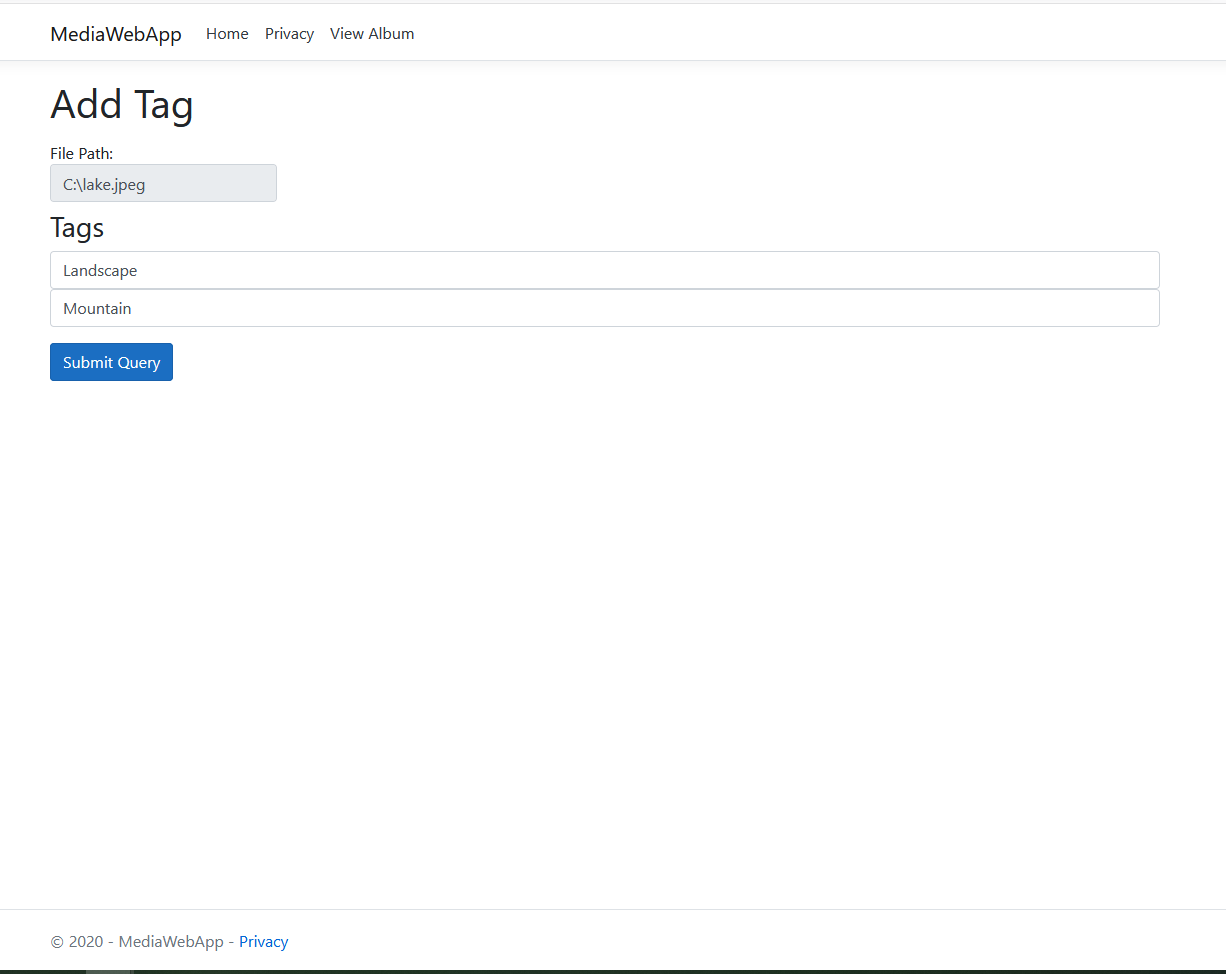 MediaWebApp Home Privacy View Album
Add Tag
File Path:
C:\lake.jpeg
Tags
Landscape
Mountain
Submit Query
© 2020 - MediaWebApp - Privacy